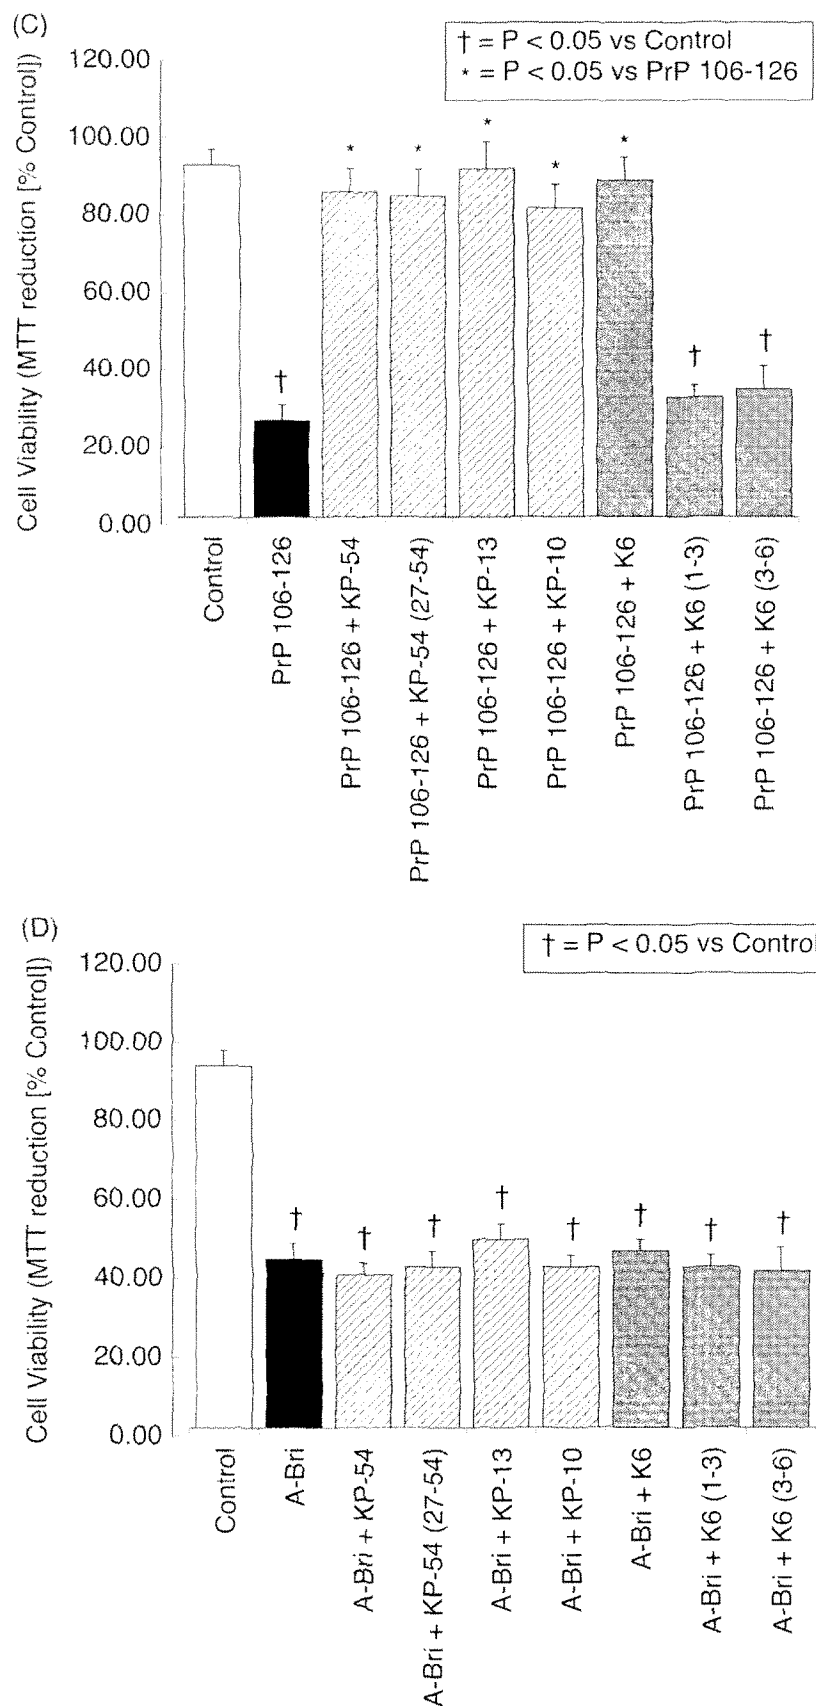 (C)
† = P < 0.05 vs Control
* = P < 0.05 vs PrP 106-126
Cell Viability (MTT reduction [% Control])
120.00
100.00
80.00
60.00
40.00
20.00
0.00
* * * * *
† † †
Control
PrP 106-126
PrP 106-126 + KP-54
PrP 106-126 + KP-54 (27-54)
PrP 106-126 + KP-13
PrP 106-126 + KP-10
PrP 106-126 + K6
PrP 106-126 + K6 (1-3)
PrP 106-126 + K6 (3-6)
(D)
† = P < 0.05 vs Control
Cell Viability (MTT reduction [% Control])
120.00
100.00
80.00
60.00
40.00
20.00
0.00
† † † † † † † †
Control
A-Bri
A-Bri + KP-54
A-Bri + KP-54 (27-54)
A-Bri + KP-13
A-Bri + KP-10
A-Bri + K6
A-Bri + K6 (1-3)
A-Bri + K6 (3-6)